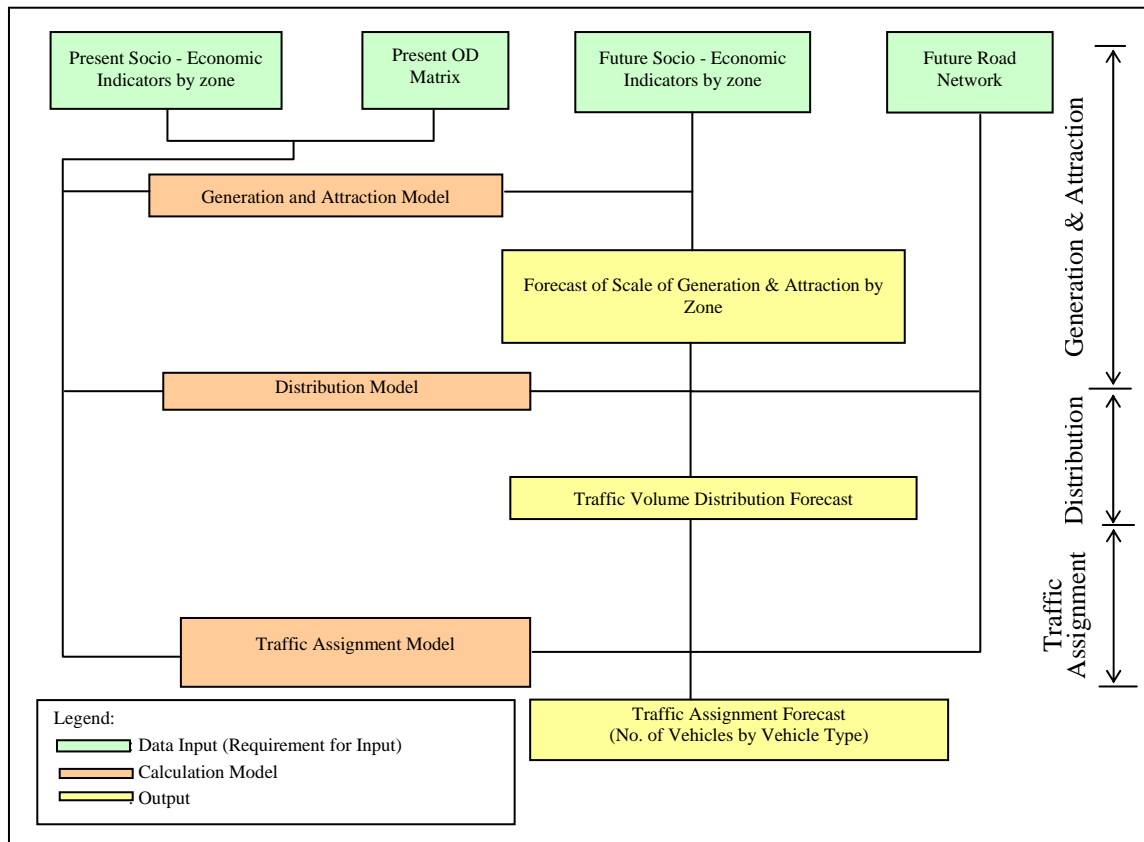 Present Socio - Economic
Indicators by zone
Present OD
Matrix
Future Socio - Economic
Indicators by zone
Future Road
Network
Generation & Attraction
Generation and Attraction Model
Forecast of Scale of Generation & Attraction by
Zone
Distribution Model
Distribution
Traffic Volume Distribution Forecast
Traffic
Assignment
Traffic Assignment Model
Traffic Assignment Forecast
(No. of Vehicles by Vehicle Type)
Legend:
: Data Input (Requirement for Input)
: Calculation Model
: Output